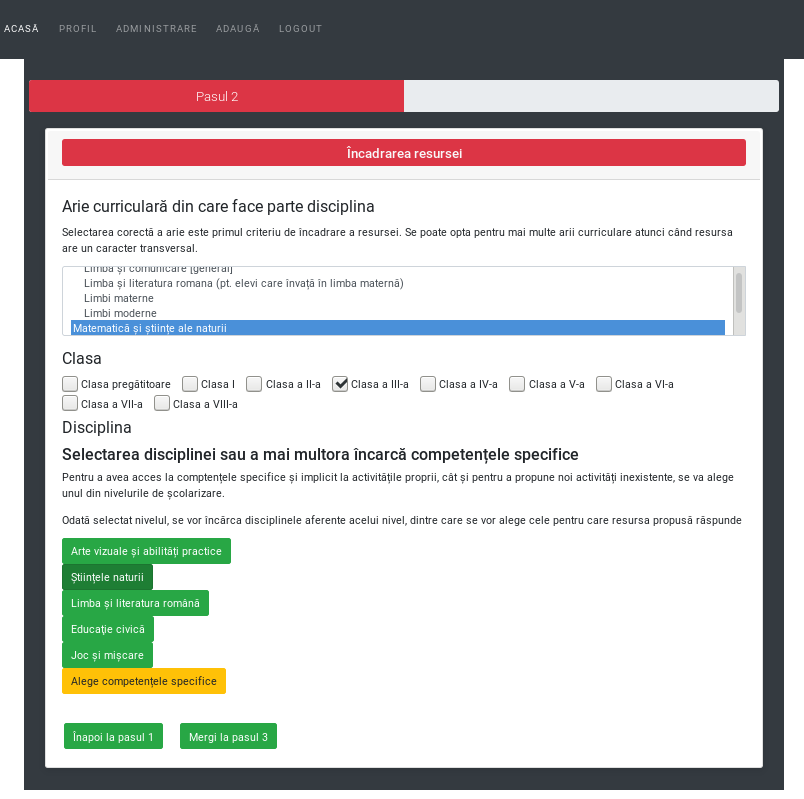 ACASĂ PROFIL ADMINISTRARE ADAUGĂ LOGOUT
Pasul 2
Încadrarea resursei
Arie curriculară din care face parte disciplina
Selectarea corectă a arie este primul criteriu de încadrare a resursei. Se poate opta pentru mai multe arii curriculare atunci când resursa
are un caracter transversal.
Limba și comunicare [general]
Limba și literatura romana (pt. elevi care învață în limba maternă)
Limbi materne
Limbi moderne
Matematică și științe ale naturii
Clasa
Clasa pregătitoare Clasa I Clasa a II-a Clasa a III-a Clasa a IV-a Clasa a V-a Clasa a VI-a
Clasa a VII-a Clasa a VIII-a
Disciplina
Selectarea disciplinei sau a mai multora încarcă competențele specifice
Pentru a avea acces la comptențele specifice și implicit la activitățile proprii, cât și pentru a propune noi activități inexistente, se va alege
unul din nivelurile de școlarizare.
Odată selectat nivelul, se vor încărca disciplinele aferente acelui nivel, dintre care se vor alege cele pentru care resursa propusă răspunde
Arte vizuale și abilități practice
Științele naturii
Limba și literatura română
Educaţie civică
Joc și mișcare
Alege competențele specifice
Înapoi la pasul 1 Mergi la pasul 3